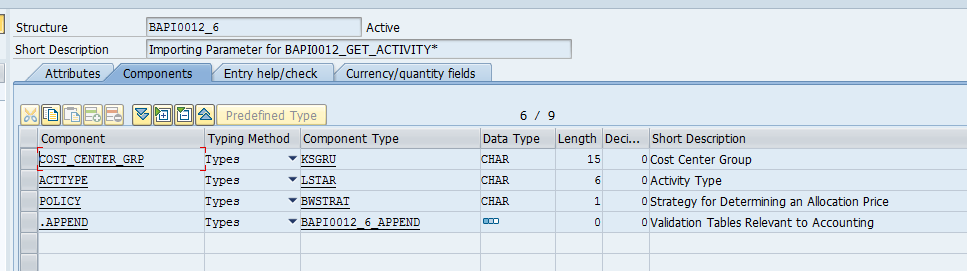 Structure BAPI0012_6 Active
Short Description Importing Parameter for BAPI0012_GET_ACTIVITY*
Attributes Components Entry help/check Currency/quantity fields
Predefined Type 6 / 9
Component Typing Method Component Type Data Type Length Deci... Short Description
COST_CENTER_GRP Types KSGRU CHAR 15 0 Cost Center Group
ACTTYPE Types LSTAR CHAR 6 0 Activity Type
POLICY Types BWSTRAT CHAR 1 0 Strategy for Determining an Allocation Price
.APPEND Types BAPI0012_6_APPEND 0 0 Validation Tables Relevant to Accounting